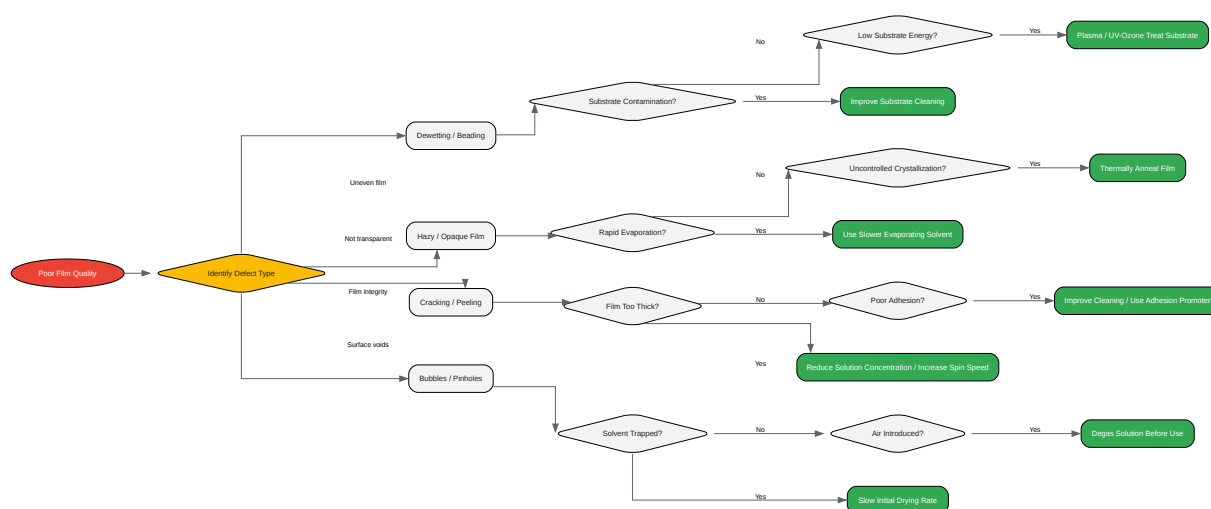 Low Substrate Energy?
Yes
Plasma / UV-Ozone Treat Substrate
No
Substrate Contamination?
Yes
Improve Substrate Cleaning
Dewetting / Beading
Uncontrolled Crystallization?
Yes
Thermally Anneal Film
No
Uneven film
Rapid Evaporation?
Yes
Use Slower Evaporating Solvent
Not transparent
Hazy / Opaque Film
Poor Film Quality
Identify Defect Type
Film integrity
Cracking / Peeling
Film Too Thick?
No
Poor Adhesion?
Yes
Improve Cleaning / Use Adhesion Promoter
Surface voids
Yes
Reduce Solution Concentration / Increase Spin Speed
Bubbles / Pinholes
Solvent Trapped?
No
Air Introduced?
Yes
Degas Solution Before Use
Yes
Slow Initial Drying Rate